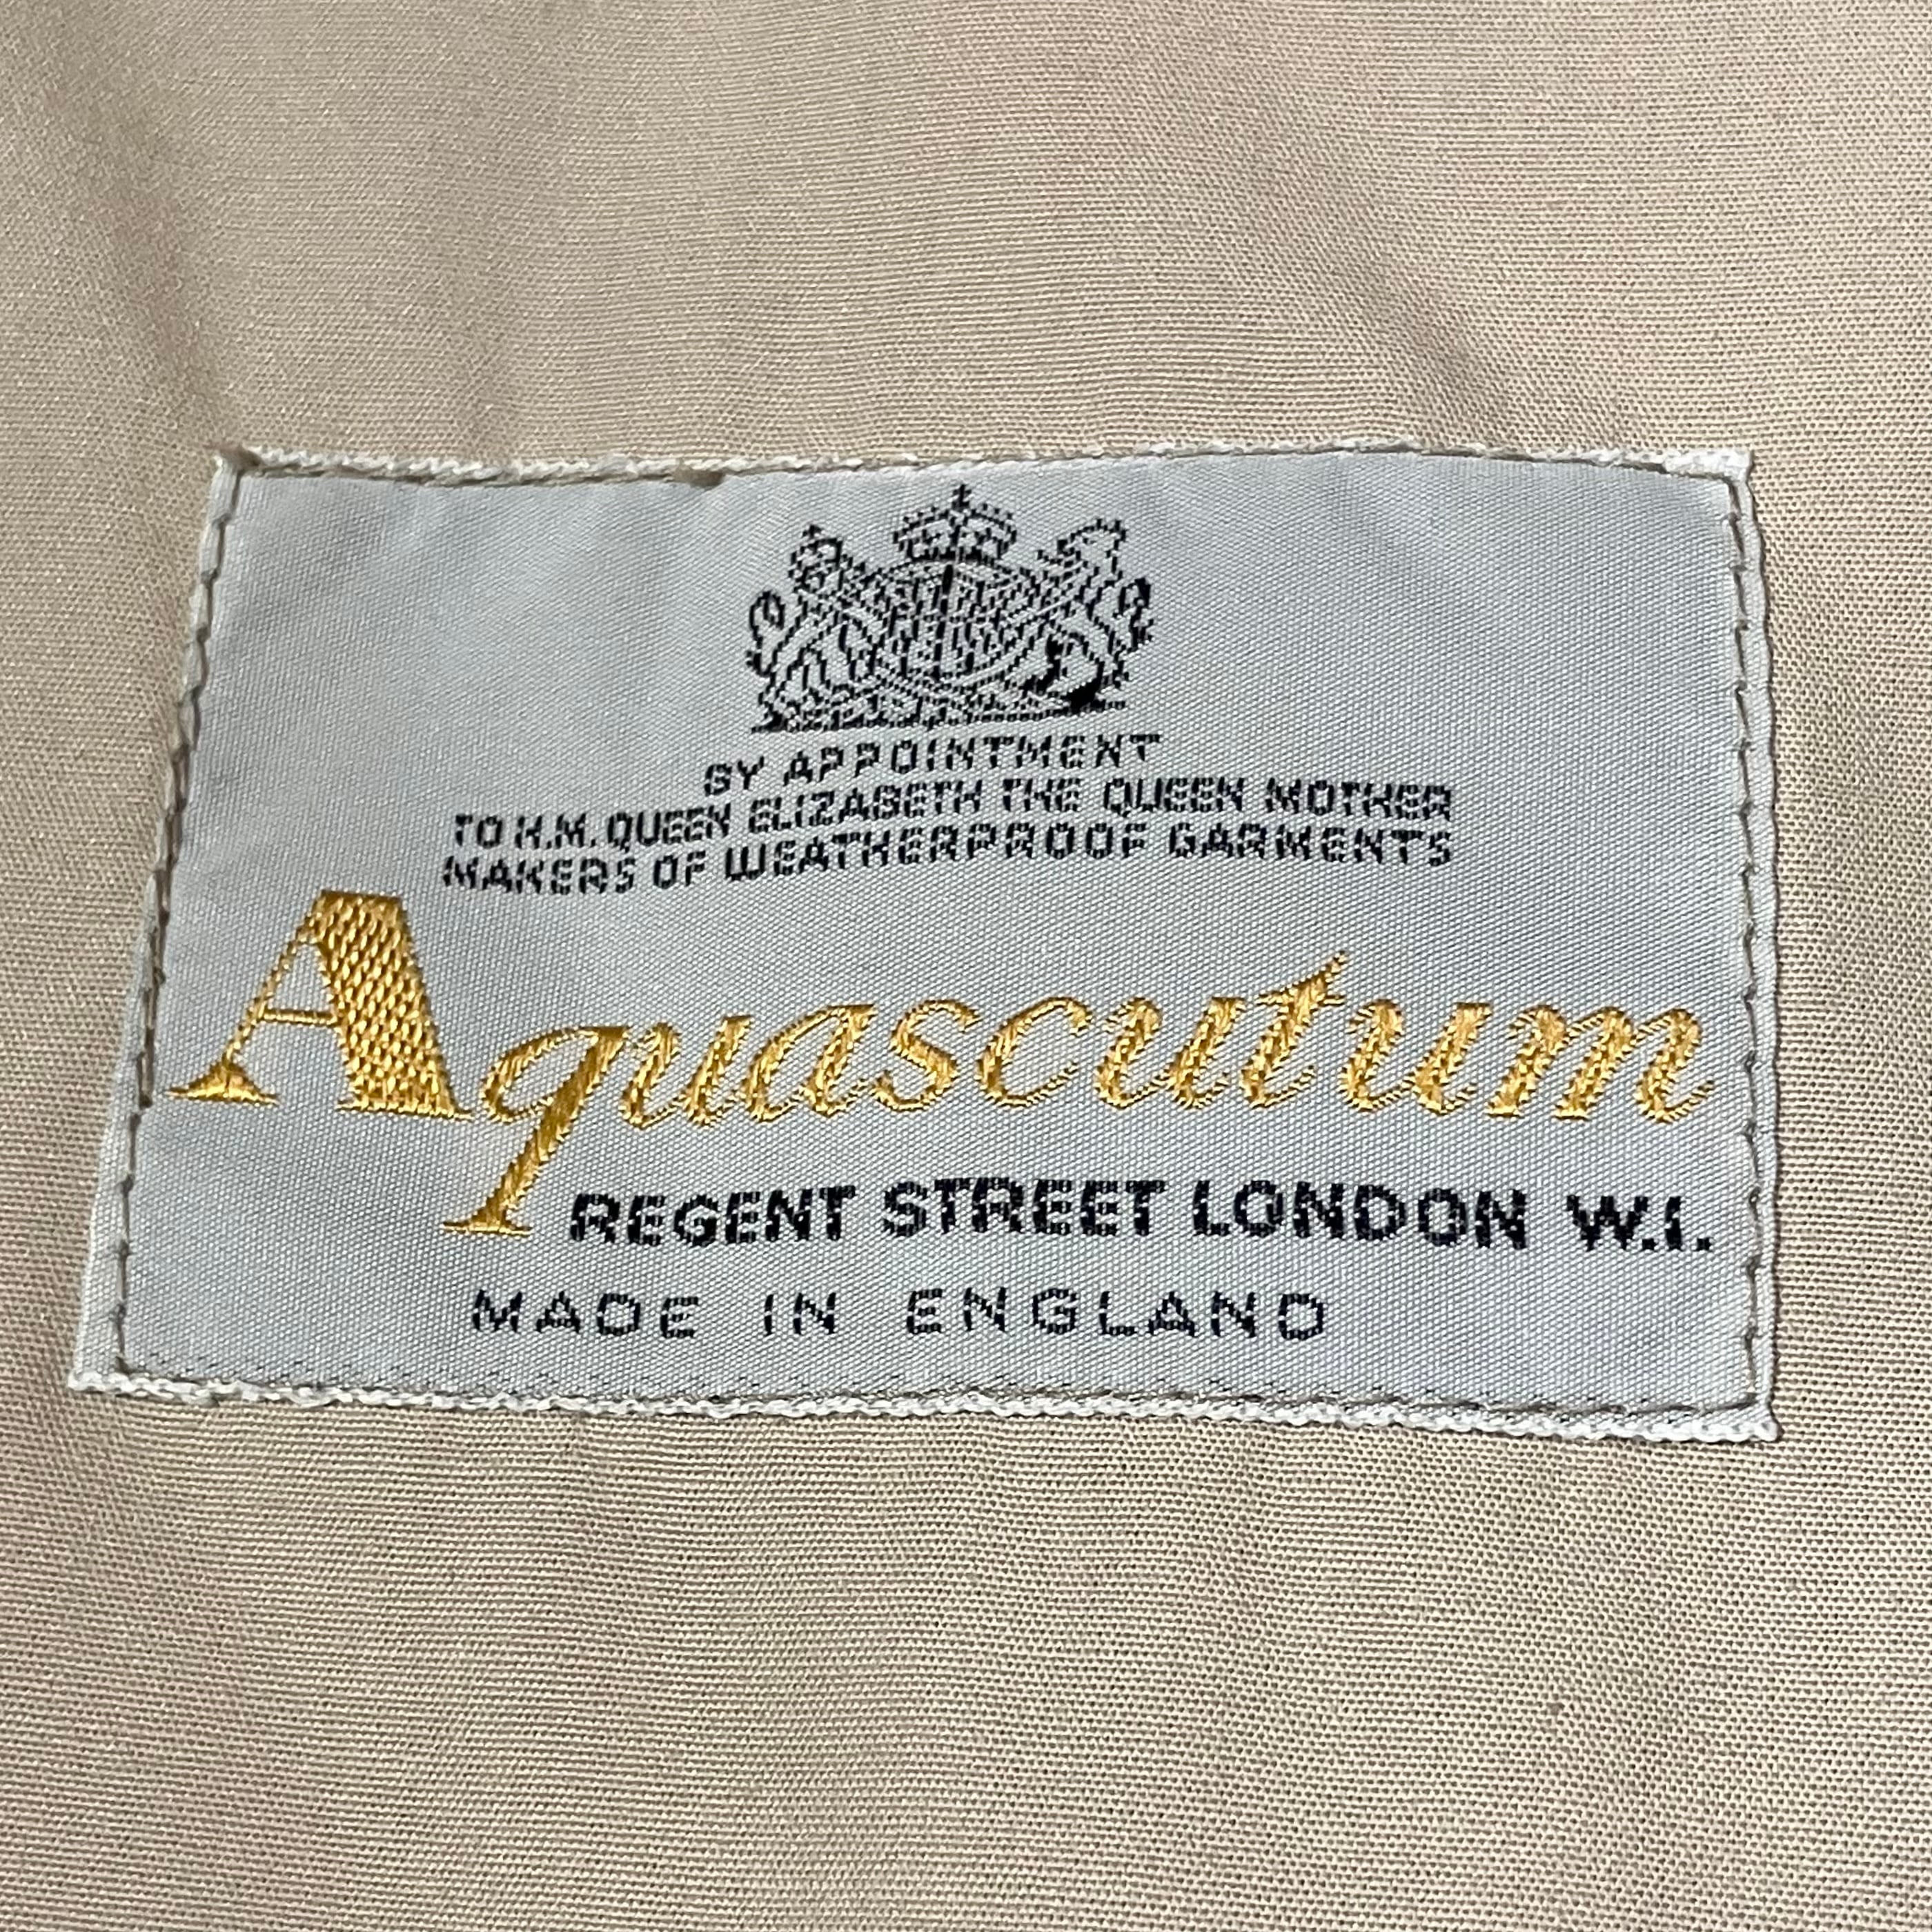 BY APPOINTMENT
TO H.M. QUEEN ELIZABETH THE QUEEN MOTHER
MAKERS OF WEATHERPROOF GARMENTS
Aquascutum
REGENT STREET LONDON W.I.
MADE IN ENGLAND